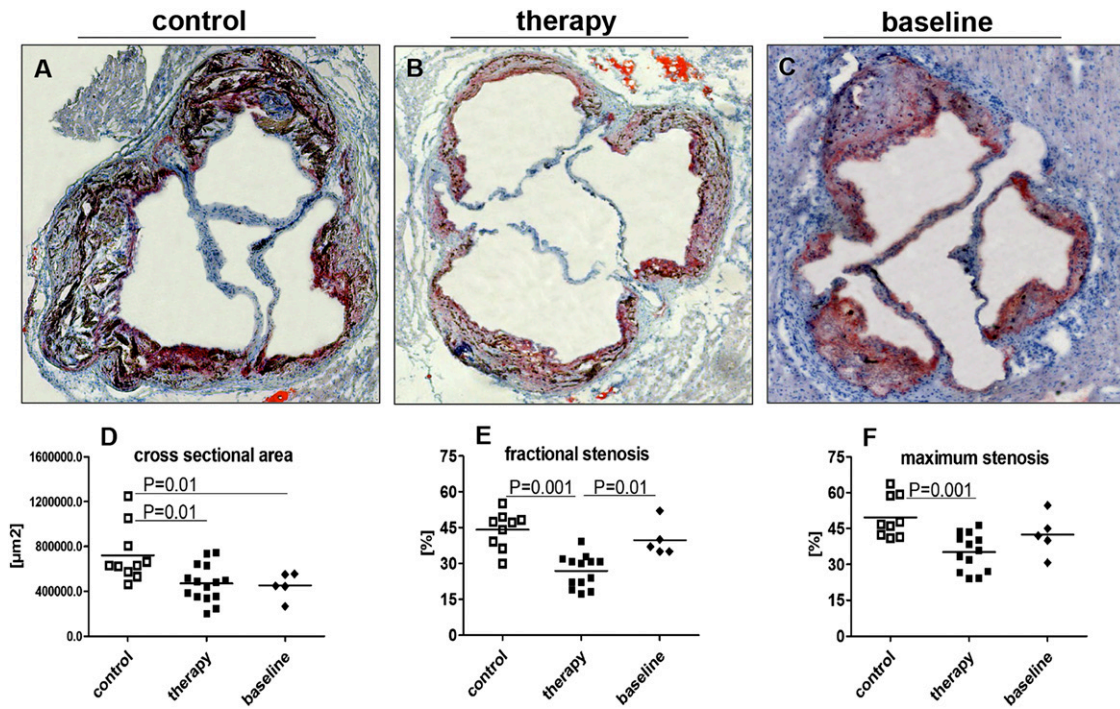 control therapy baseline
A B C
D E F
cross sectional area fractional stenosis maximum stenosis
1600000.0 75 75
P=0.01 P=0.001 P=0.01 P=0.001
1200000.0 60 60
P=0.01
[µm2] 800000.0 [%] 45 [%] 45
400000.0 30 30
15 15
0.0 0 0
control therapy baseline control therapy baseline control therapy baseline